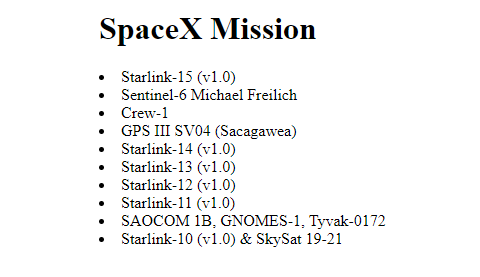 SpaceX Mission
Starlink-15 (v1.0)
Sentinel-6 Michael Freilich
Crew-1
GPS III SV04 (Sacagawea)
Starlink-14 (v1.0)
Starlink-13 (v1.0)
Starlink-12 (v1.0)
Starlink-11 (v1.0)
SAOCOM 1B, GNOMES-1, Tyvak-0172
Starlink-10 (v1.0) & SkySat 19-21